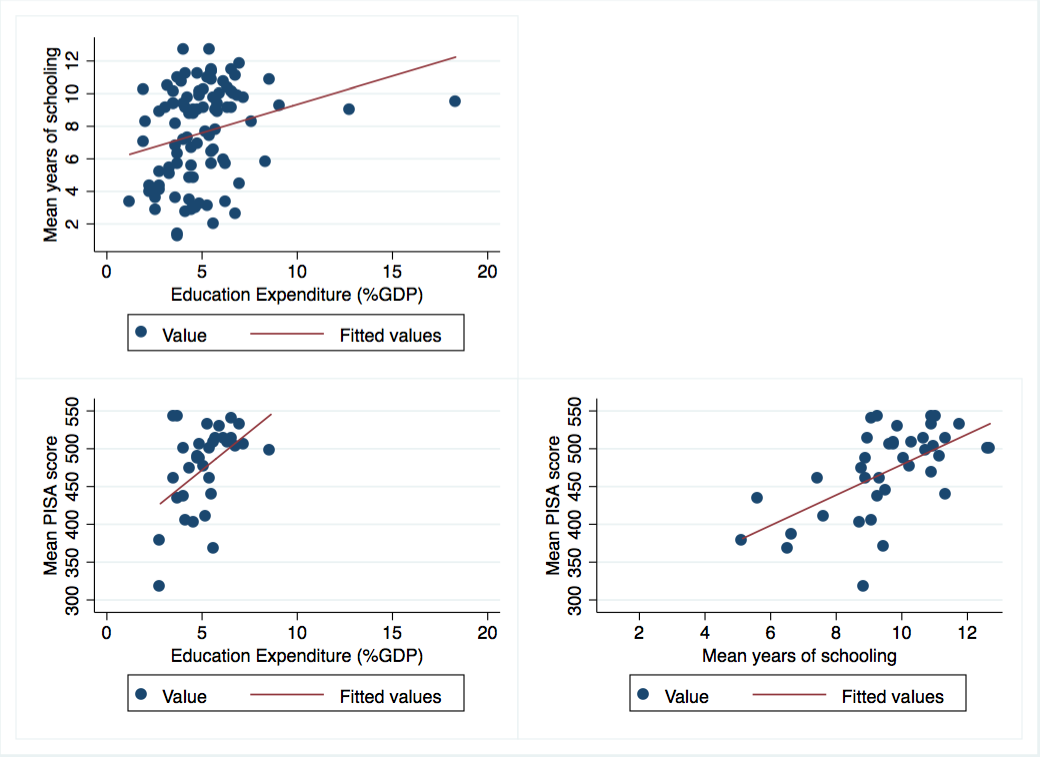 Mean years of schooling
12
10
8
6
4
2
0 5 10 15 20
Education Expenditure (%GDP)
Value Fitted values
Mean PISA score
550
500
450
400
350
300
0 5 10 15 20
Education Expenditure (%GDP)
Value Fitted values
Mean PISA score
550
500
450
400
350
300
2 4 6 8 10 12
Mean years of schooling
Value Fitted values